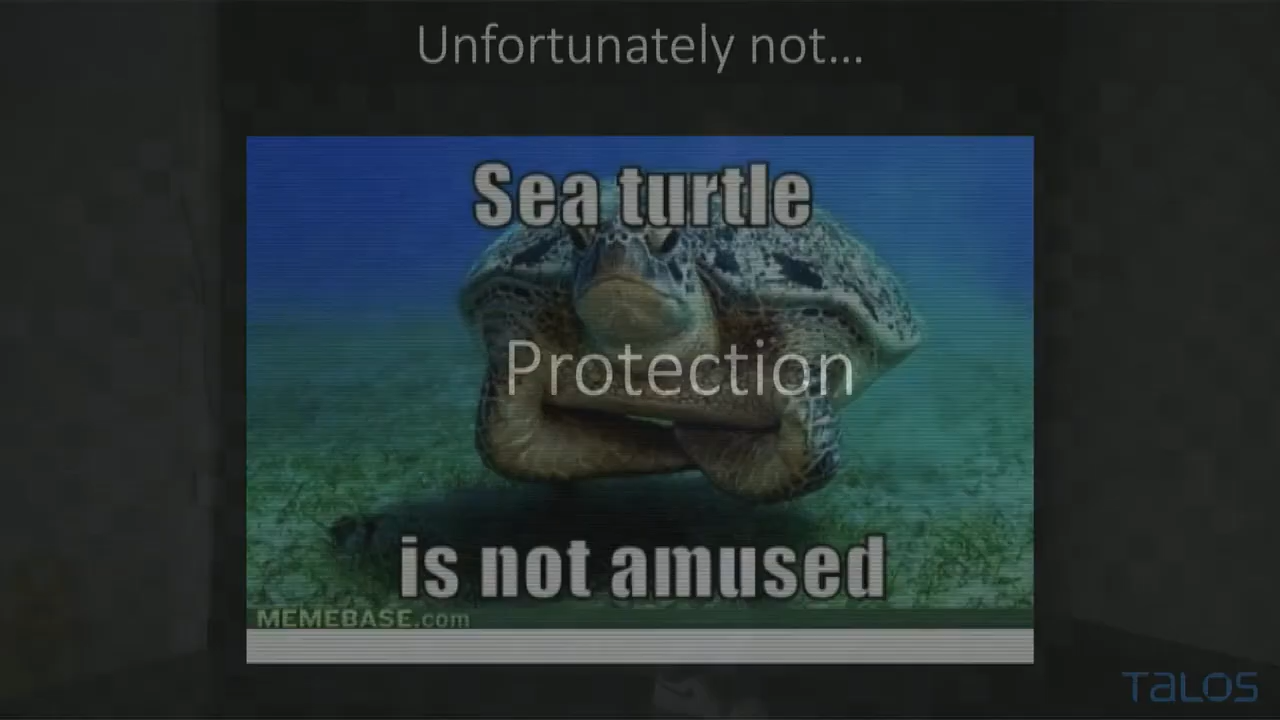 Unfortunately not...
Sea turtle
Protection
is not amused
MEMEBASE.com
TALOS